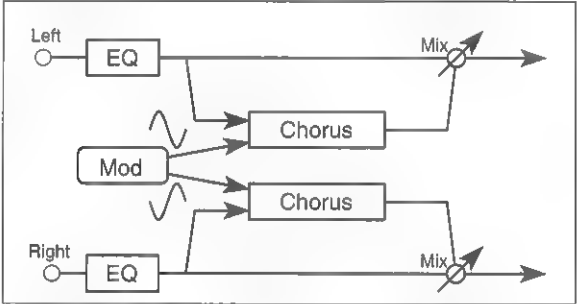 Left
EQ
Mix
Chorus
Mod
Chorus
Right
EQ
Mix